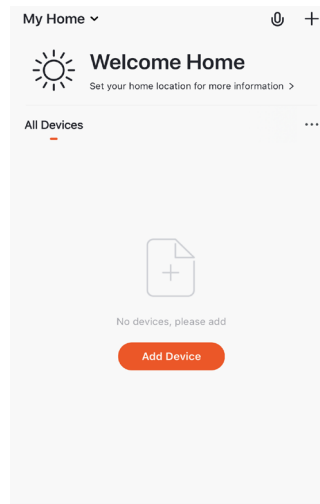 My Home
Welcome Home
Set your home location for more information >
All Devices
No devices, please add
Add Device